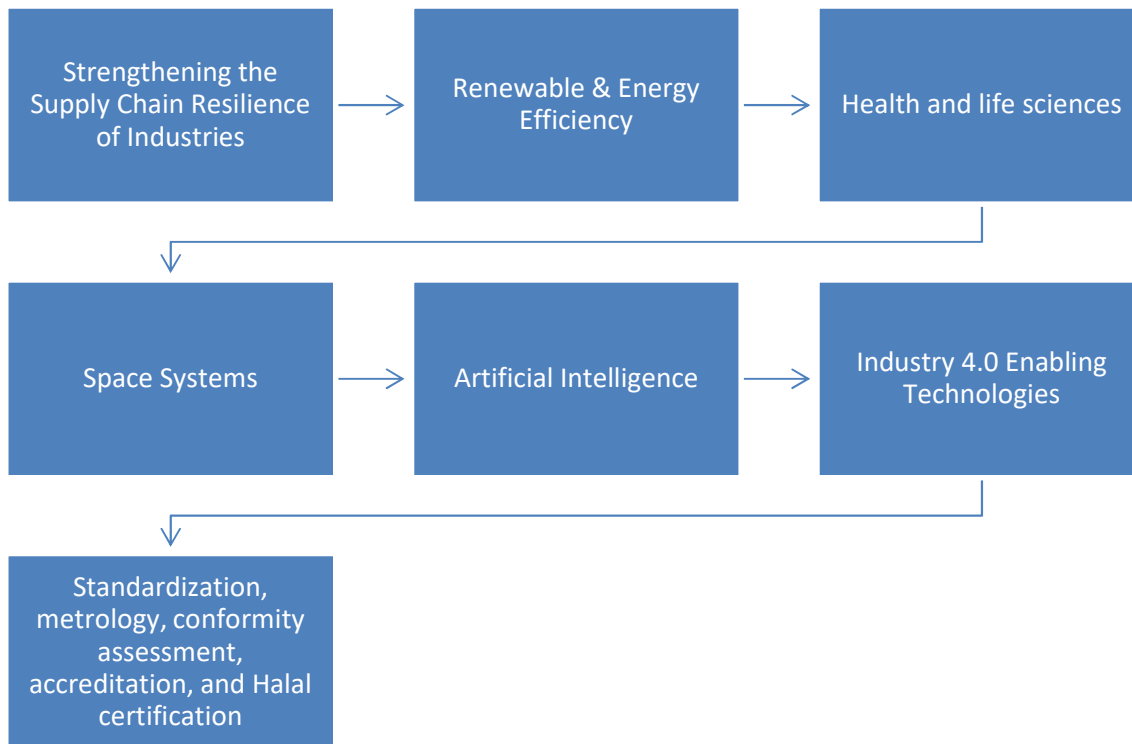 Strengthening the
Supply Chain Resilience
of Industries
Renewable & Energy
Efficiency
Health and life sciences
Space Systems
Artificial Intelligence
Industry 4.0 Enabling
Technologies
Standardization,
metrology, conformity
assessment,
accreditation, and Halal
certification